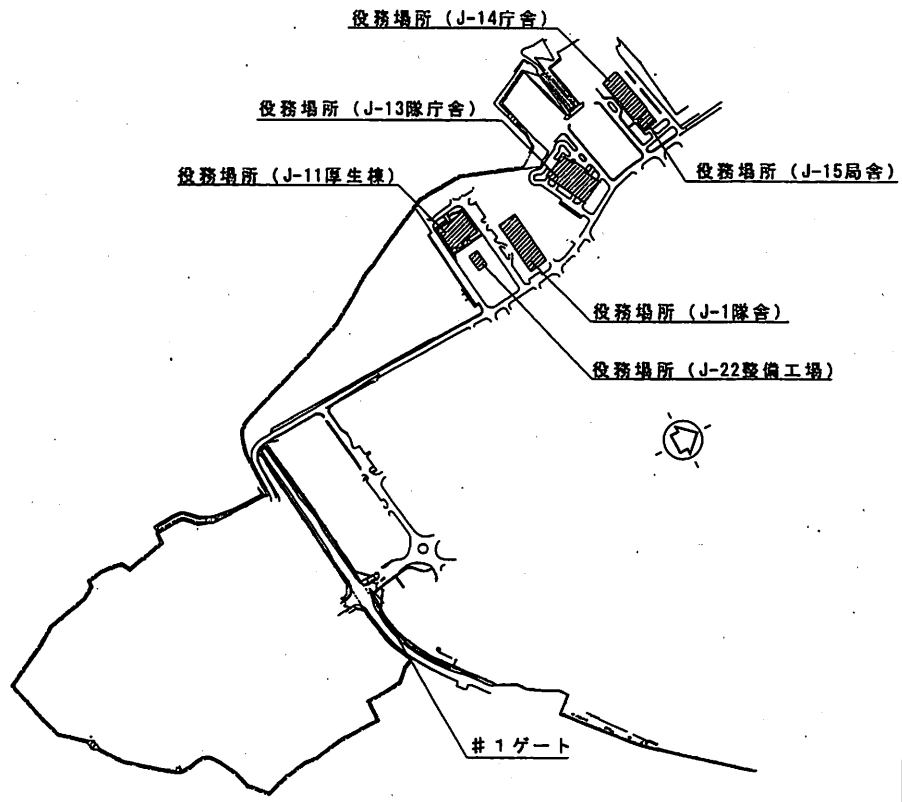 役務場所 (J-14庁舎)
役務場所 (J-13隊庁舎)
役務場所 (J-11厚生棟)
役務場所 (J-15局舎)
役務場所 (J-1隊舎)
役務場所 (J-22整備工場)
#1ゲート